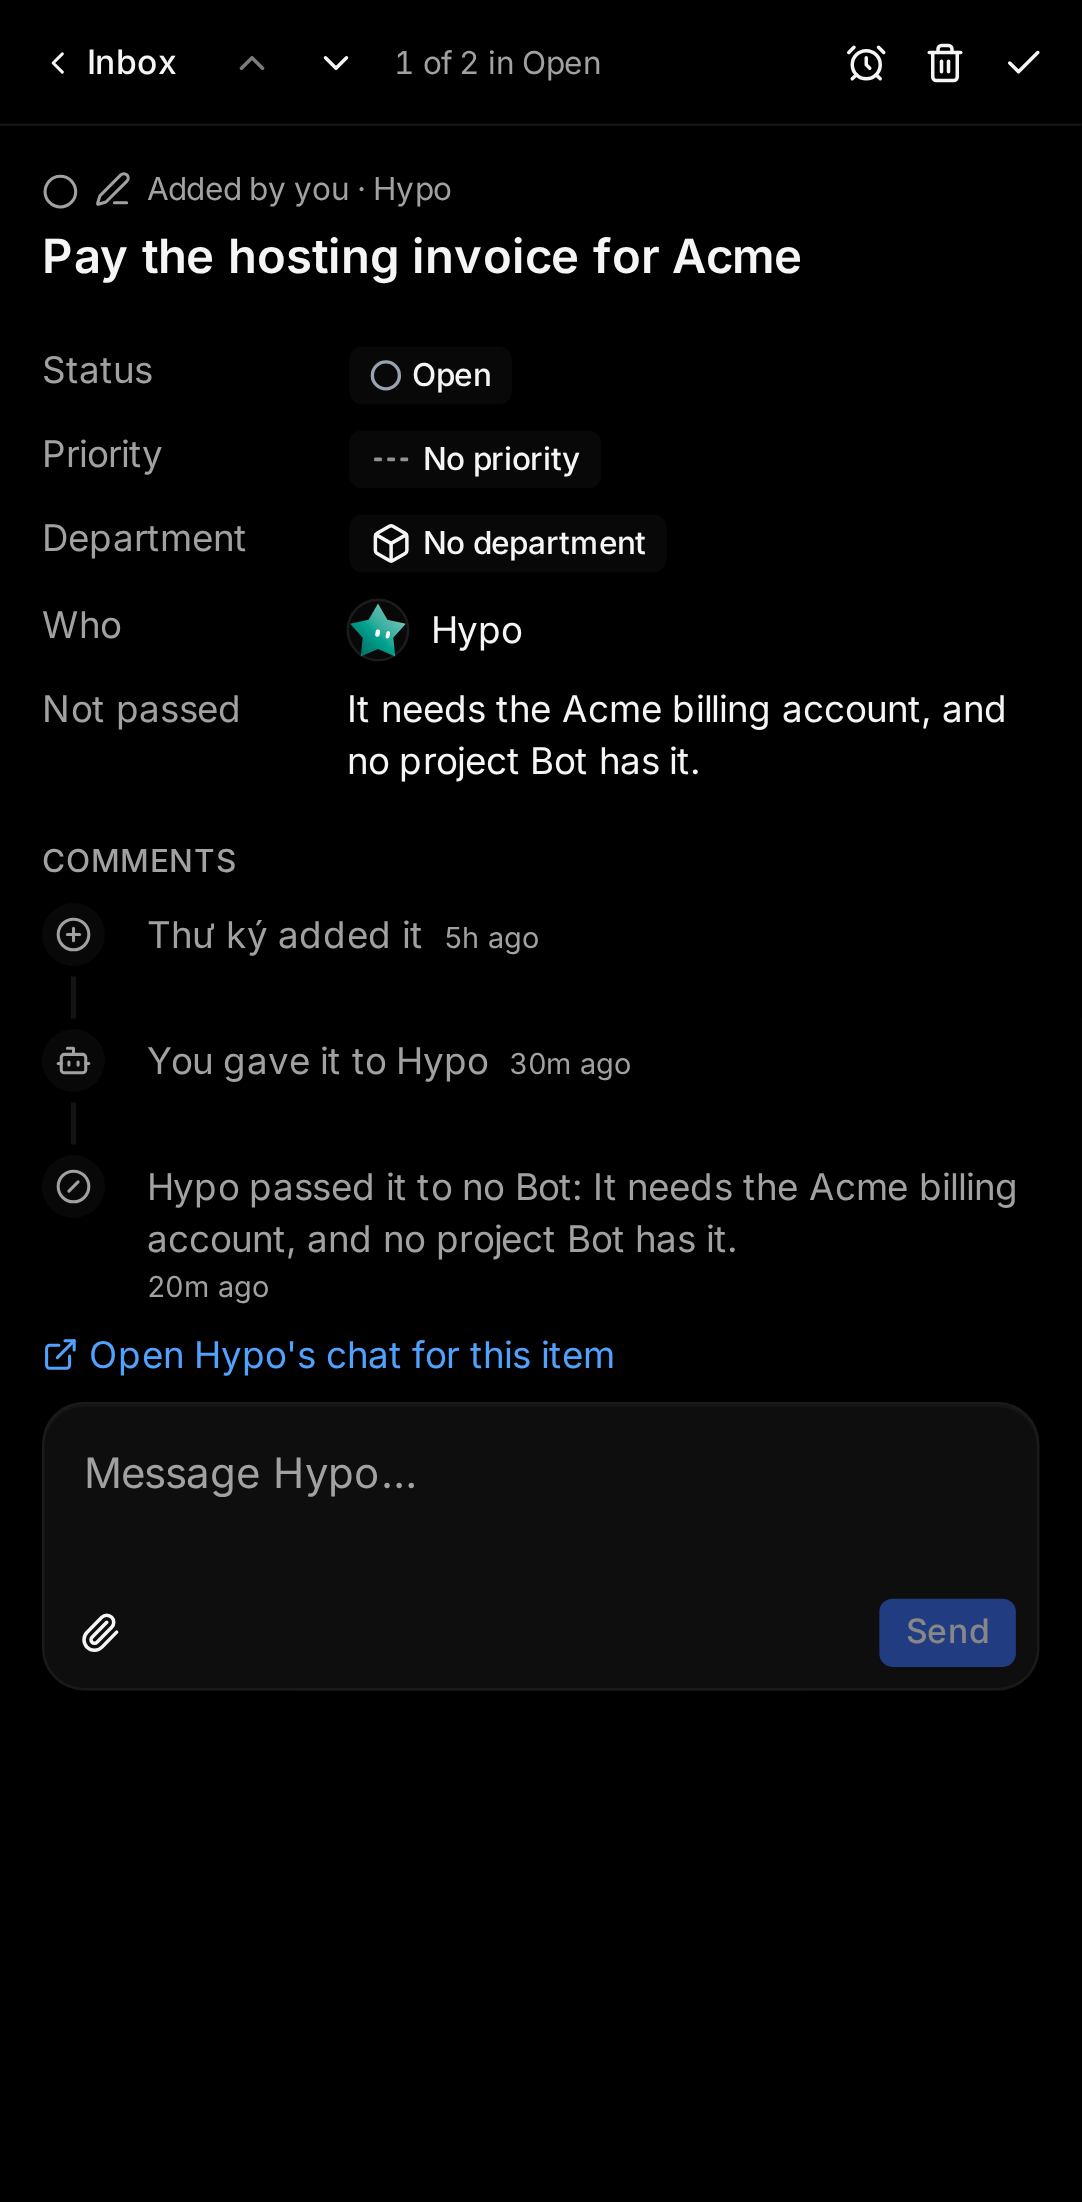 Inbox
1 of 2 in Open
Added by you · Hypo
Pay the hosting invoice for Acme
Status
Open
Priority
No priority
Department
No department
Who
Hypo
Not passed
It needs the Acme billing account, and
no project Bot has it.
COMMENTS
Thư ký added it 5h ago
You gave it to Hypo 30m ago
Hypo passed it to no Bot: It needs the Acme billing
account, and no project Bot has it.
20m ago
Open Hypo's chat for this item
Message Hypo...
Send